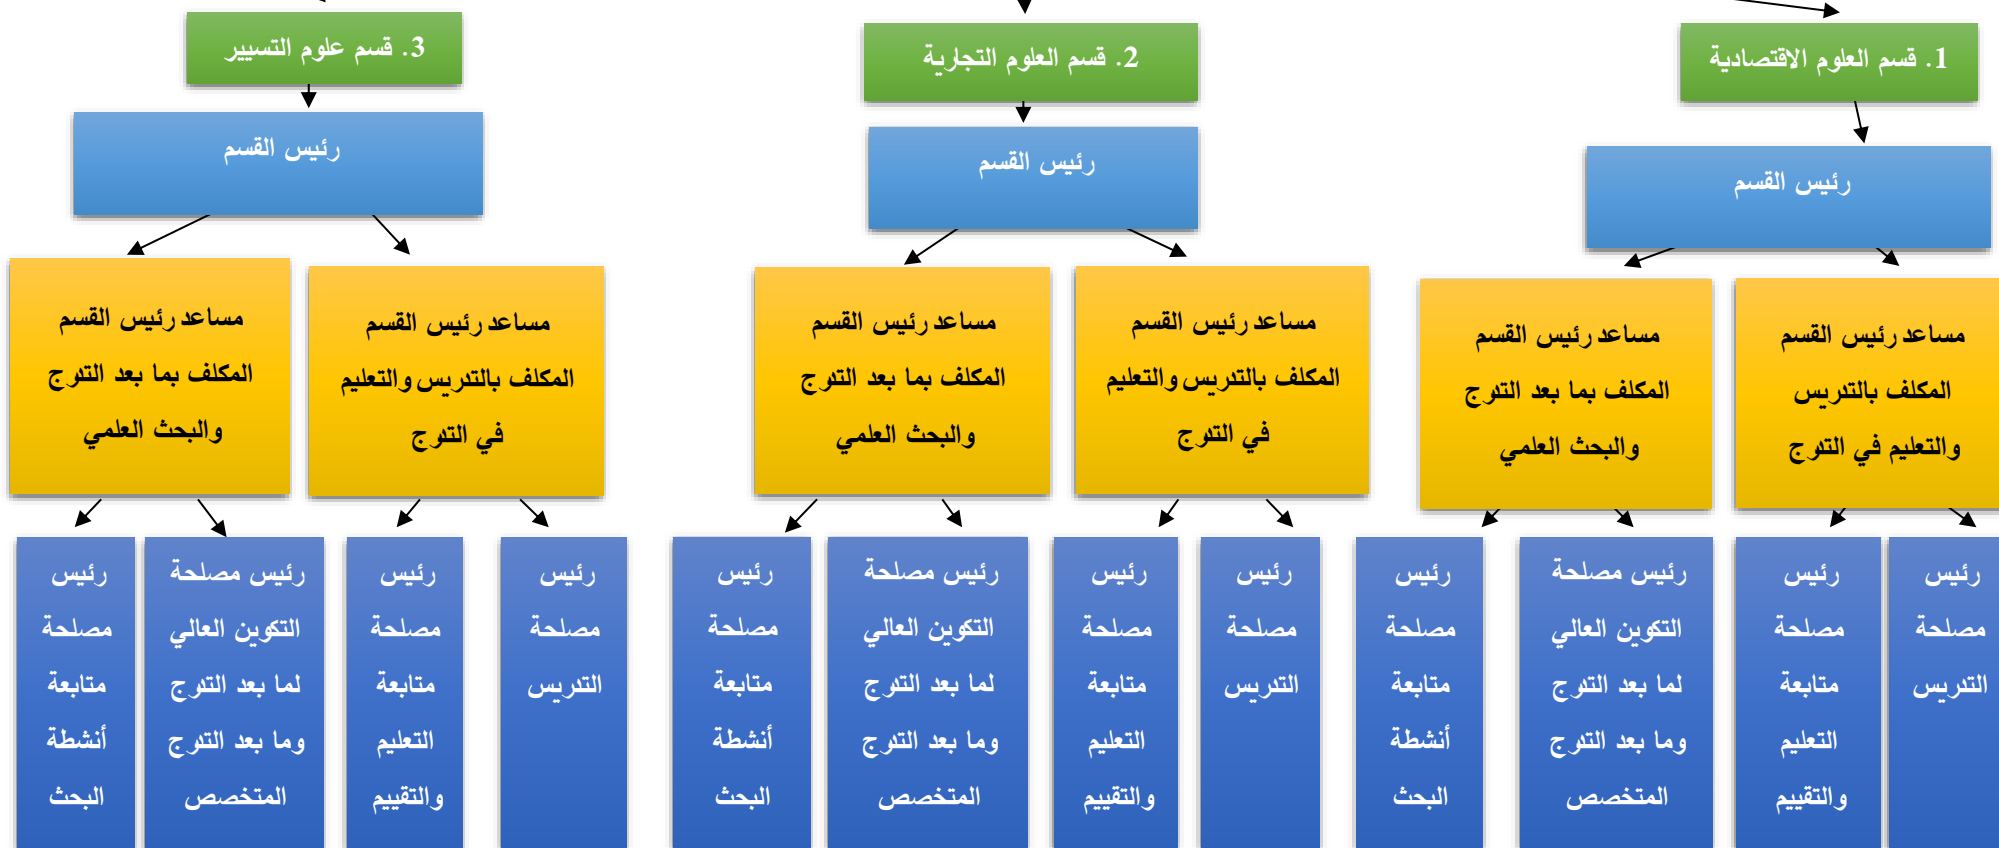 1. قسم العلوم الاقتصادية
2. قسم العلوم التجارية
3. قسم علوم التسيير
رئيس القسم
رئيس القسم
رئيس القسم
مساعد رئيس القسم
المكلف بالتدريس
والتعليم في التدرج
مساعد رئيس القسم
المكلف بما بعد التدرج
والبحث العلمي
مساعد رئيس القسم
المكلف بالتدريس والتعليم
في التدرج
مساعد رئيس القسم
المكلف بما بعد التدرج
والبحث العلمي
مساعد رئيس القسم
المكلف بالتدريس والتعليم
في التدرج
مساعد رئيس القسم
المكلف بما بعد التدرج
والبحث العلمي
رئيس
مصلحة
التدريس
رئيس
مصلحة
متابعة
التعليم
والتقييم
رئيس مصلحة
التكوين العالي
لما بعد التدرج
وما بعد التدرج
المتخصص
رئيس
مصلحة
متابعة
أنشطة
البحث
رئيس
مصلحة
التدريس
رئيس
مصلحة
متابعة
التعليم
والتقييم
رئيس مصلحة
التكوين العالي
لما بعد التدرج
وما بعد التدرج
المتخصص
رئيس
مصلحة
متابعة
أنشطة
البحث
رئيس
مصلحة
التدريس
رئيس
مصلحة
متابعة
التعليم
والتقييم
رئيس مصلحة
التكوين العالي
لما بعد التدرج
وما بعد التدرج
المتخصص
رئيس
مصلحة
متابعة
أنشطة
البحث